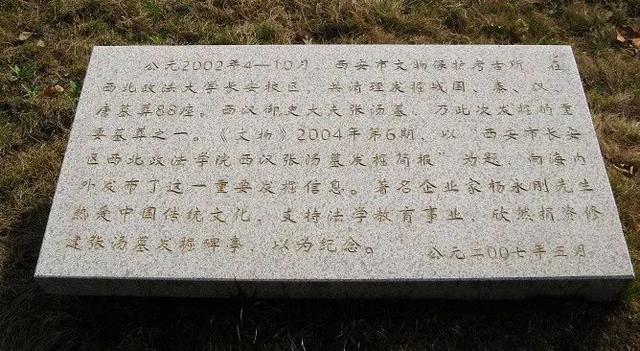 公元2002年4—10月，西安市文物保护考古所，在
西北政法大学长安校区，共清理发掘战国、秦、汉、
唐墓葬88座。西汉御史大夫张汤墓，乃此次发掘的重
要墓葬之一。《文物》2004年第6期，以“西安市长安
区西北政法学院西汉张汤墓发掘简报”为题，向海内
外发布了这一重要发掘信息。著名企业家杨永刚先生
热爱中国传统文化，支持法学教育事业，欣然捐资修
建张汤墓发掘碑亭，以为纪念。
公元二00七年三月